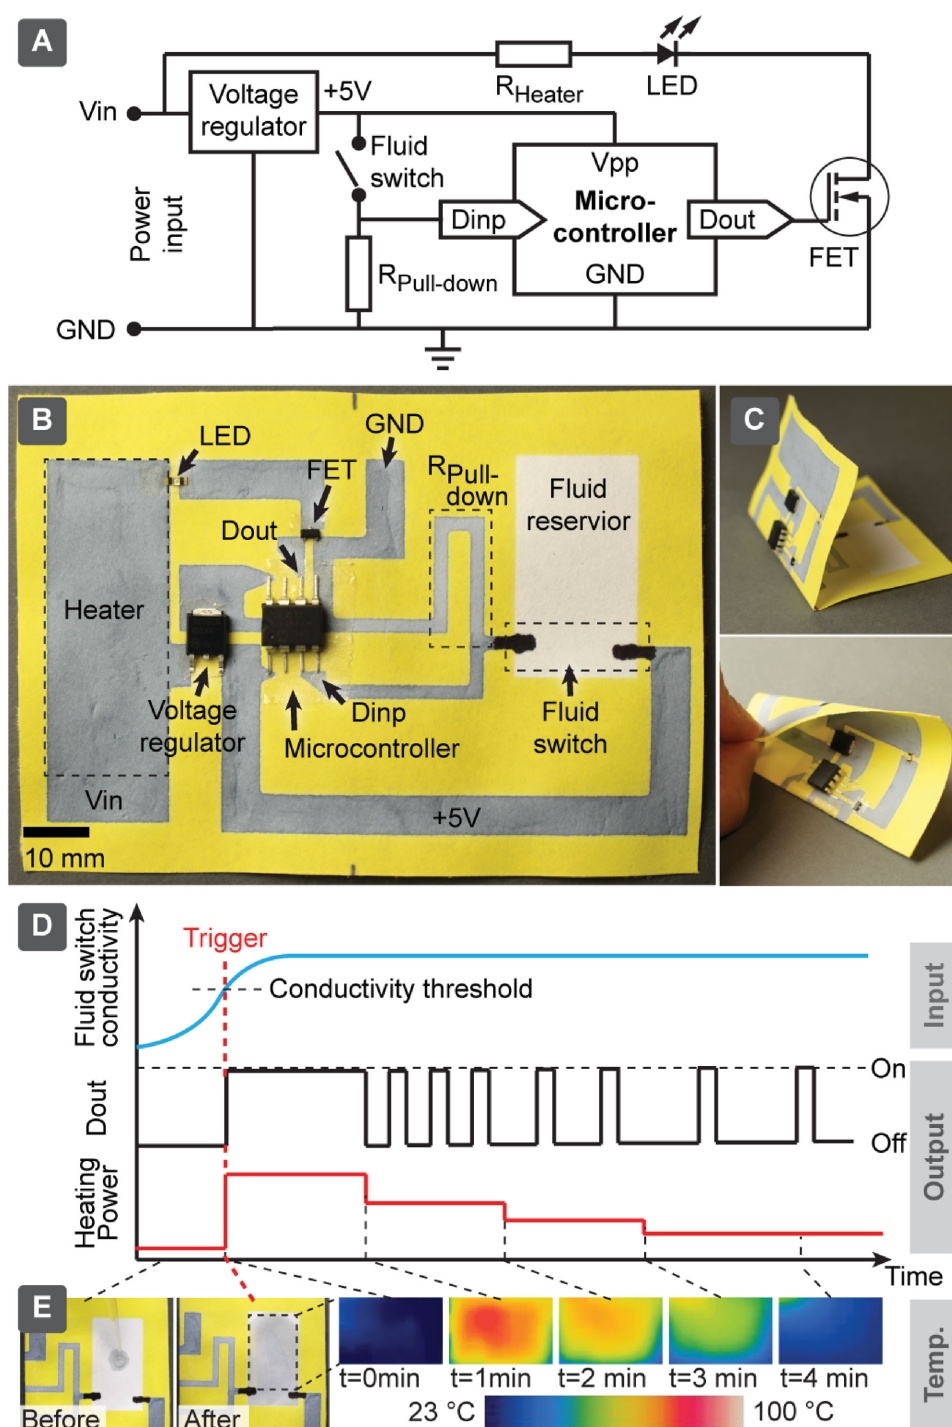 A
Vin
Voltage
regulator
+5V
R_Heater
LED
Fluid
switch
Power
input
Dinp
Vpp
Micro-
controller
GND
Dout
FET
R_Pull-down
GND
B
LED
FET
GND
Dout
R_Pull-
down
Fluid
reservior
Heater
Voltage
regulator
Dinp
Microcontroller
Fluid
switch
Vin
+5V
10 mm
C
D
Fluid switch
conductivity
Trigger
Conductivity threshold
Input
Dout
On
Off
Output
Heating
Power
Time
E
Before
After
t=0min
t=1min
t=2 min
t=3 min
t=4 min
23 °C
100 °C
Temp.